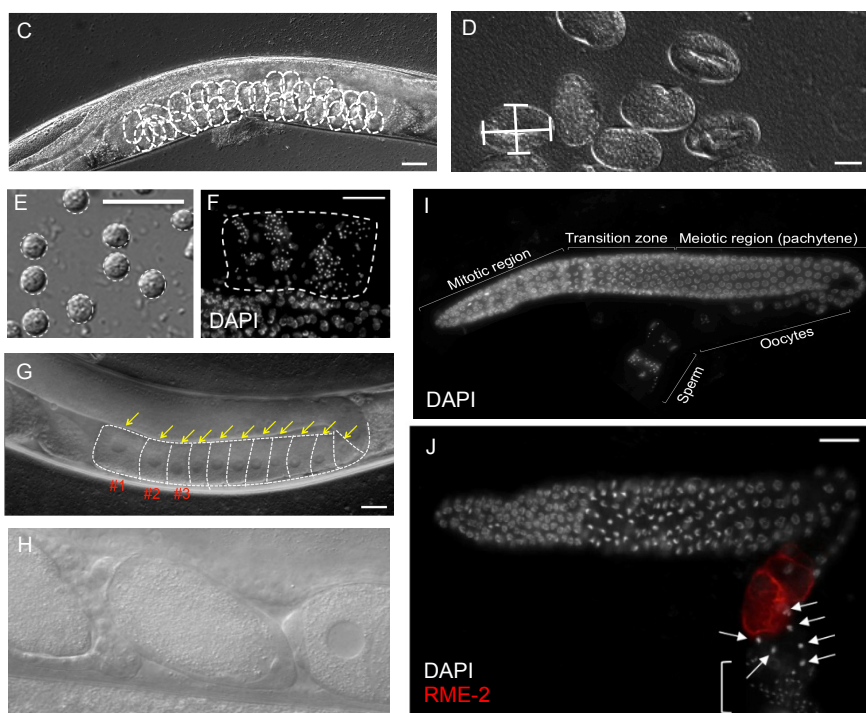 C
D
E
F
DAPI
G
#1 #2 #3
H
I
Mitotic region
Transition zone
Meiotic region (pachytene)
Oocytes
Sperm
DAPI
J
DAPI
RME-2